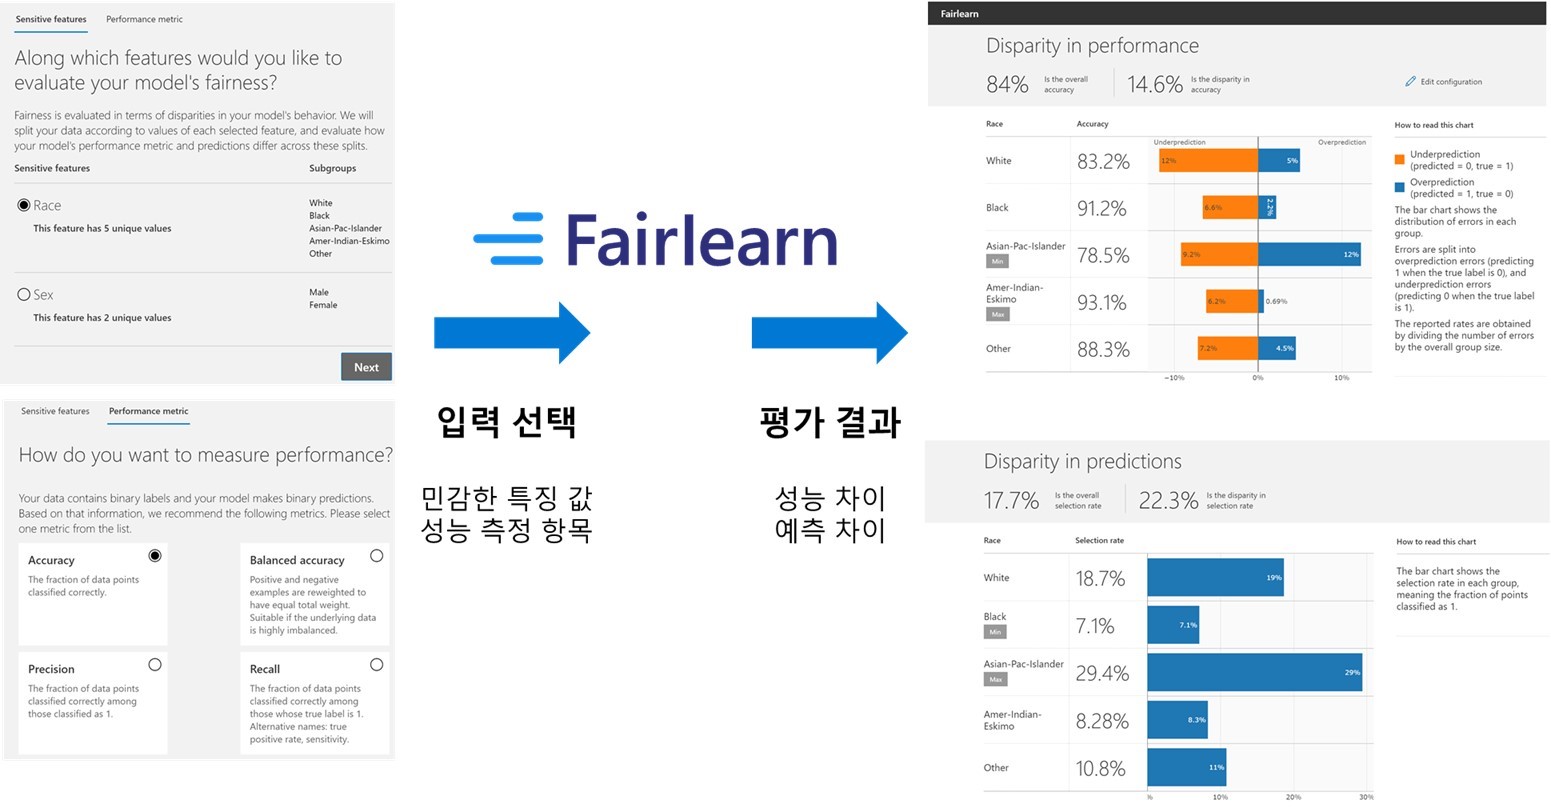 Sensitive features Performance metric
Along which features would you like to
evaluate your model's fairness?
Fairness is evaluated in terms of disparities in your model's behavior. We will
split your data according to values of each selected feature, and evaluate how
your model's performance metric and predictions differ across these splits.
Sensitive features Subgroups
Race
This feature has 5 unique values
White
Black
Asian-Pac-Islander
Amer-Indian-Eskimo
Other
Sex
This feature has 2 unique values
Male
Female
Next
Sensitive features Performance metric
How do you want to measure performance?
Your data contains binary labels and your model makes binary predictions.
Based on that information, we recommend the following metrics. Please select
one metric from the list.
Accuracy
The fraction of data points
classified correctly.
Balanced accuracy
Positive and negative
examples are reweighted to
have equal total weight.
Suitable if the underlying data
is highly imbalanced.
Precision
The fraction of data points
classified correctly among
those classified as 1.
Recall
The fraction of data points
classified correctly among
those whose true label is 1.
Alternative names: true
positive rate, sensitivity.
Fairlearn
입력 선택
민감한 특징 값
성능 측정 항목
평가 결과
성능 차이
예측 차이
Fairlearn
Disparity in performance
84%
Is the overall
accuracy
14.6%
Is the disparity in
accuracy
Edit configuration
Race Accuracy
Underprediction Overprediction
White 83.2% 12% 5%
Black 91.2% 6.6% 2.2%
Asian-Pac-Islander
Min
78.5% 9.2% 12%
Amer-Indian-
Eskimo
Max
93.1% 6.2% 0.69%
Other 88.3% 7.2% 4.5%
−10% 0% 10%
How to read this chart
Underprediction
(predicted = 0, true = 1)
Overprediction
(predicted = 1, true = 0)
The bar chart shows the
distribution of errors in each
group.
Errors are split into
overprediction errors (predicting
1 when the true label is 0), and
underprediction errors
(predicting 0 when the true label
is 1).
The reported rates are obtained
by dividing the number of errors
by the overall group size.
Disparity in predictions
17.7%
Is the overall
selection rate
22.3%
Is the disparity in
selection rate
Race Selection rate
White 18.7% 19%
Black
Min
7.1% 7.1%
Asian-Pac-Islander
Max
29.4% 29%
Amer-Indian-
Eskimo
8.28% 8.3%
Other 10.8% 11%
% 10% 20% 30%
How to read this chart
The bar chart shows the
selection rate in each group,
meaning the fraction of points
classified as 1.